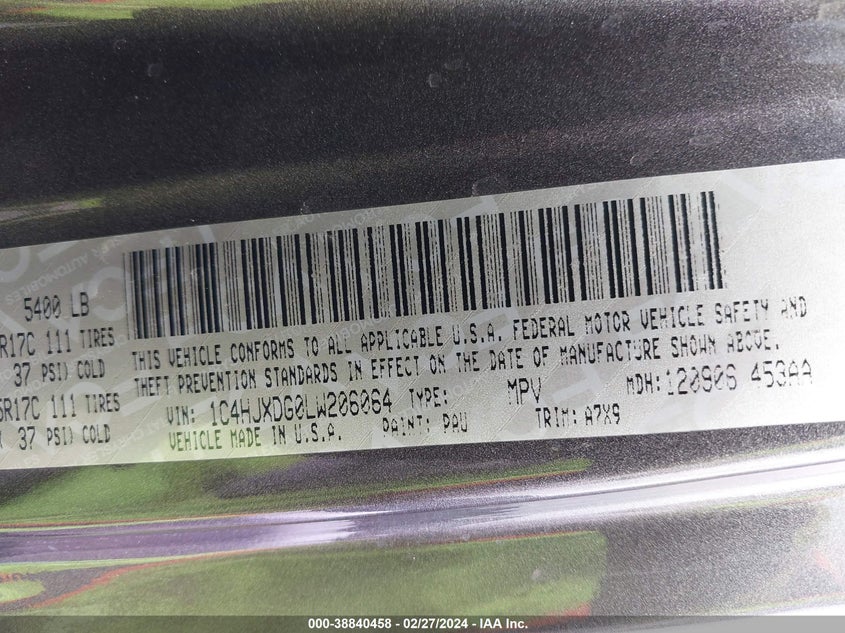 5400 LB
R17C 111 TIRES
37 PSI) COLD
5R17C 111 TIRES
37 PSI) COLD
THIS VEHICLE CONFORMS TO ALL APPLICABLE U.S.A. FEDERAL MOTOR VEHICLE SAFETY AND
THEFT PREVENTION STANDARDS IN EFFECT ON THE DATE OF MANUFACTURE SHOWN ABOVE.
VIN: 1C4HJXDG0LW206064 TYPE: MPV MDH: 120906 453AA
VEHICLE MADE IN U.S.A. PAINT: PAU TRIM: A7X9
000-38840458 - 02/27/2024 - IAA Inc.